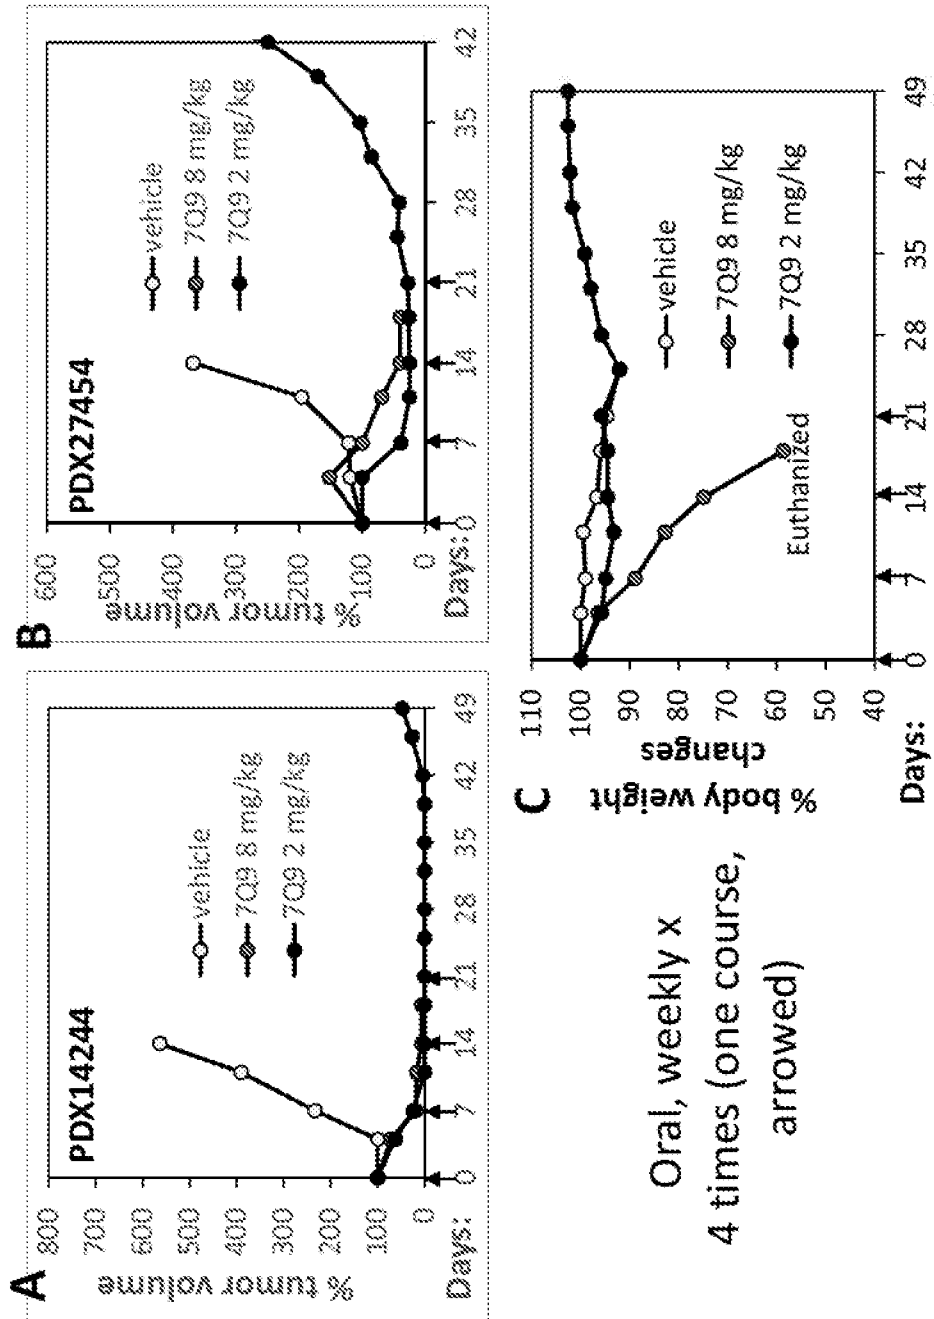 A
PDX14244
% tumor volume
800
700
600
500
400
300
200
100
0
vehicle
7Q9 8 mg/kg
7Q9 2 mg/kg
Days: 0 7 14 21 28 35 42 49
B
PDX27454
% tumor volume
600
500
400
300
200
100
0
vehicle
7Q9 8 mg/kg
7Q9 2 mg/kg
Days: 0 7 14 21 28 35 42
Oral, weekly x
4 times (one course,
arrowed)
C
% body weight
changes
110
100
90
80
70
60
50
40
vehicle
7Q9 8 mg/kg
7Q9 2 mg/kg
Euthanized
Days: 0 7 14 21 28 35 42 49